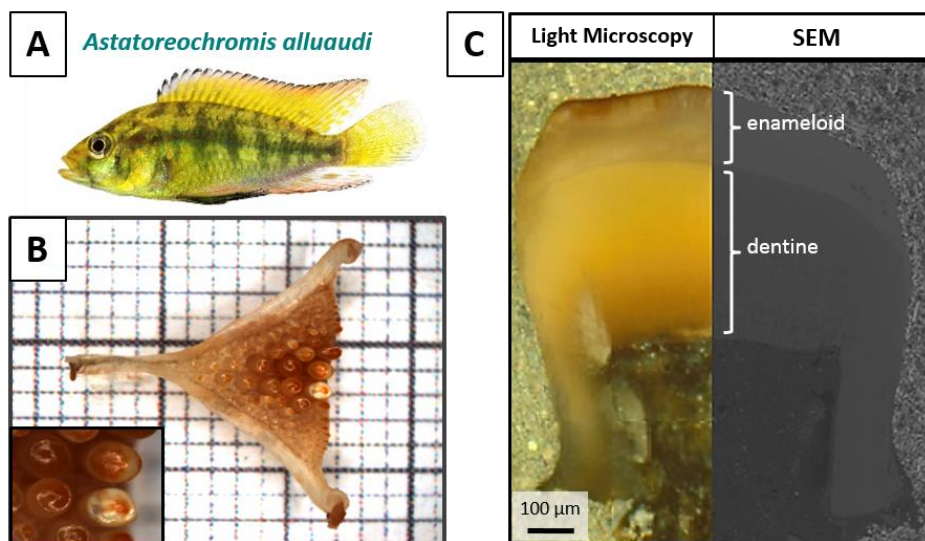 A
Astatoreochromis alluaudi
B
C
Light Microscopy
SEM
enameloid
dentine
100 µm